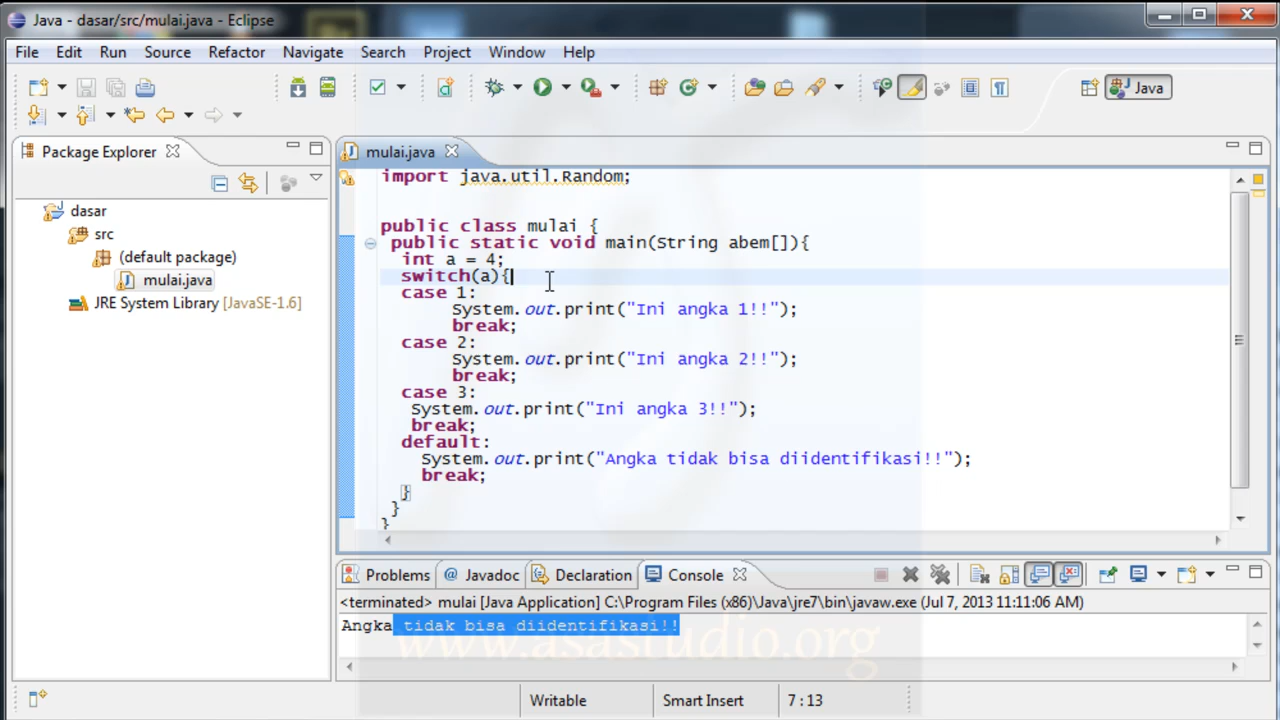 Java - dasar/src/mulai.java - Eclipse
File Edit Run Source Refactor Navigate Search Project Window Help
Java
Package Explorer
dasar
src
(default package)
mulai.java
JRE System Library [JavaSE-1.6]
mulai.java
import java.util.Random;
public class mulai {
public static void main(String abem[]){
int a = 4;
switch(a){
case 1:
System.out.print("Ini angka 1!!");
break;
case 2:
System.out.print("Ini angka 2!!");
break;
case 3:
System.out.print("Ini angka 3!!");
break;
default:
System.out.print("Angka tidak bisa diidentifikasi!!");
break;
}
}
}
Problems @ Javadoc Declaration Console
<terminated> mulai [Java Application] C:\Program Files (x86)\Java\jre7\bin\javaw.exe (Jul 7, 2013 11:11:06 AM)
Angka tidak bisa diidentifikasi!!
www.asastudio.org
Writable Smart Insert 7 : 13